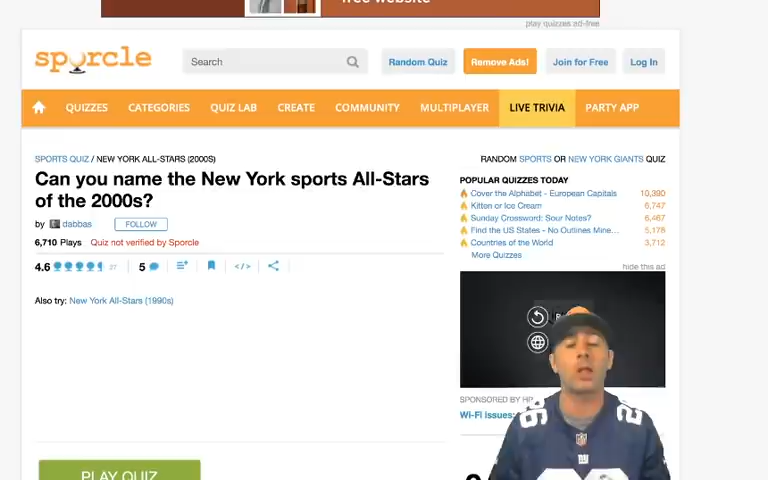 free website
play quizzes ad-free
sporcle
Search
Random Quiz
Remove Ads!
Join for Free
Log In
QUIZZES
CATEGORIES
QUIZ LAB
CREATE
COMMUNITY
MULTIPLAYER
LIVE TRIVIA
PARTY APP
SPORTS QUIZ / NEW YORK ALL-STARS (2000S)
RANDOM SPORTS OR NEW YORK GIANTS QUIZ
Can you name the New York sports All-Stars
of the 2000s?
by dabbas
FOLLOW
6,710 Plays Quiz not verified by Sporcle
4.6 27 5 </>
Also try: New York All-Stars (1990s)
PLAY QUIZ
POPULAR QUIZZES TODAY
Cover the Alphabet - European Capitals 10,390
Kitten or Ice Cream 6,747
Sunday Crossword: Sour Notes? 6,467
Find the US States - No Outlines Mine... 5,178
Countries of the World 3,712
More Quizzes
hide this ad
SPONSORED BY HP
Wi-Fi issues: